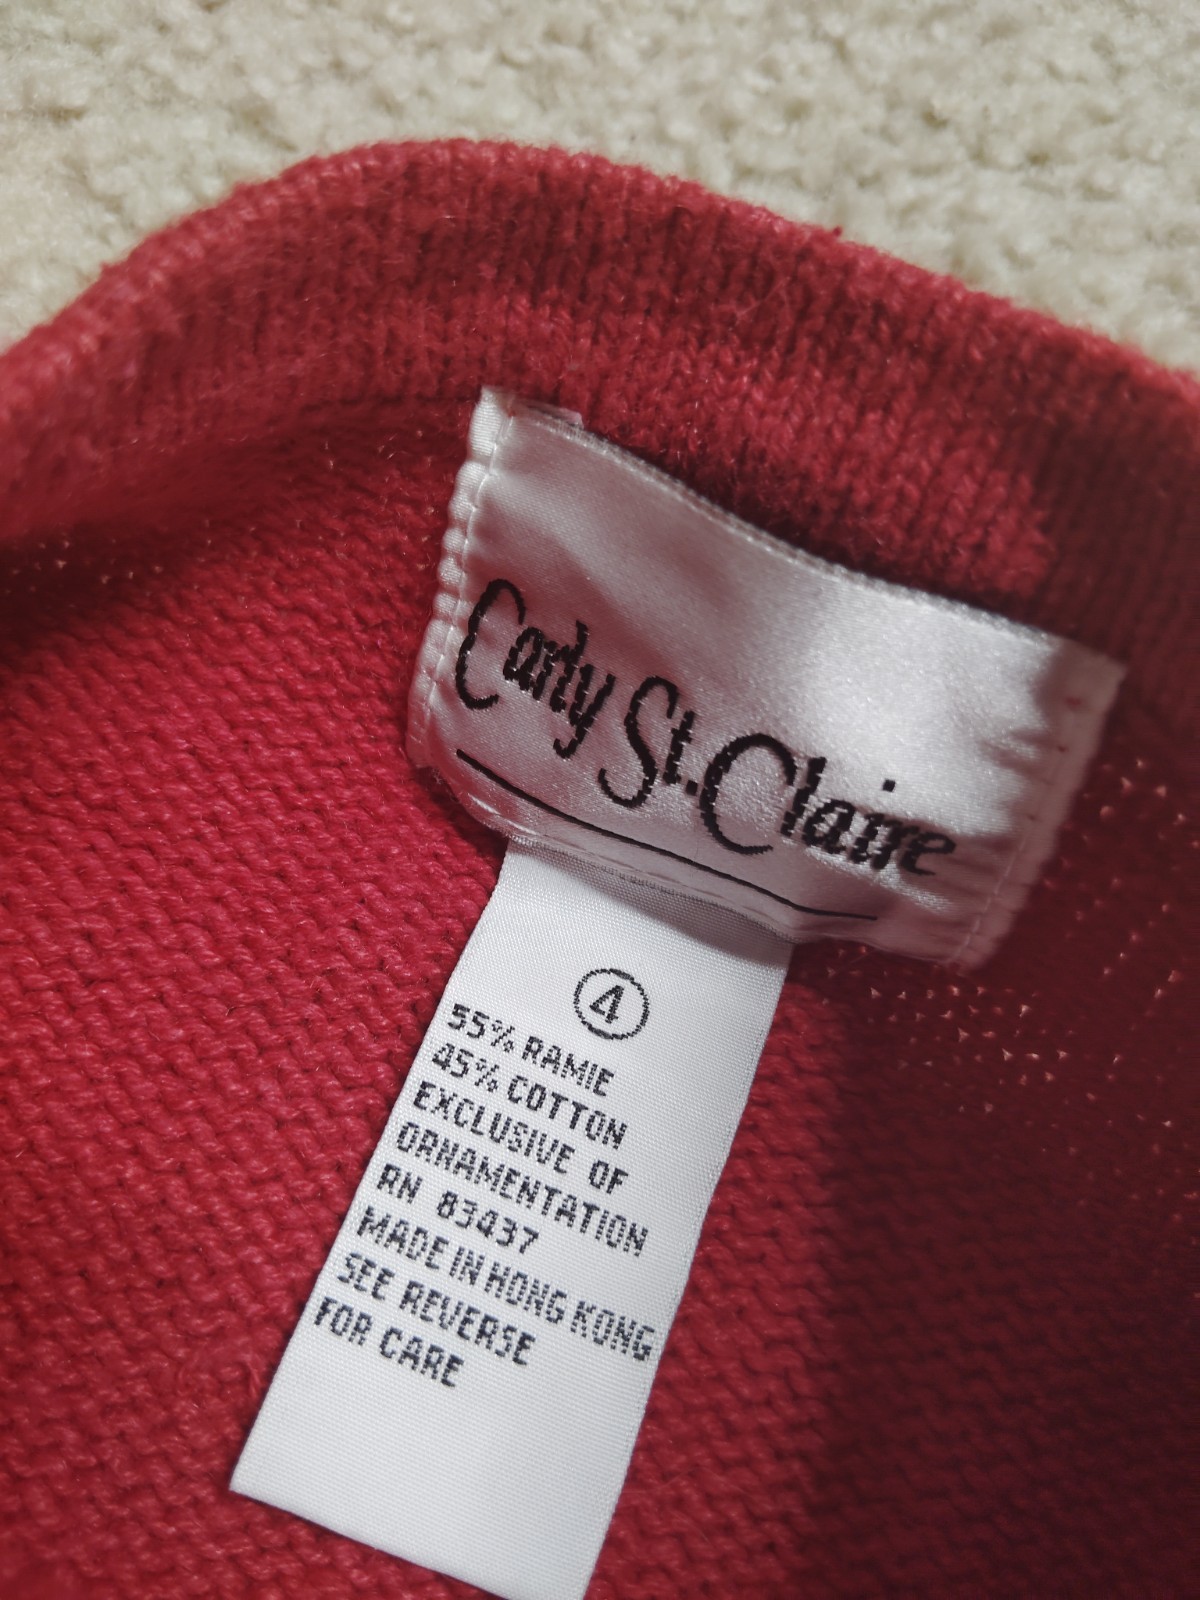 Carly St. Claire
4
55% RAMIE
45% COTTON
EXCLUSIVE OF
ORNAMENTATION
RN 83437
MADE IN HONG KONG
SEE REVERSE
FOR CARE